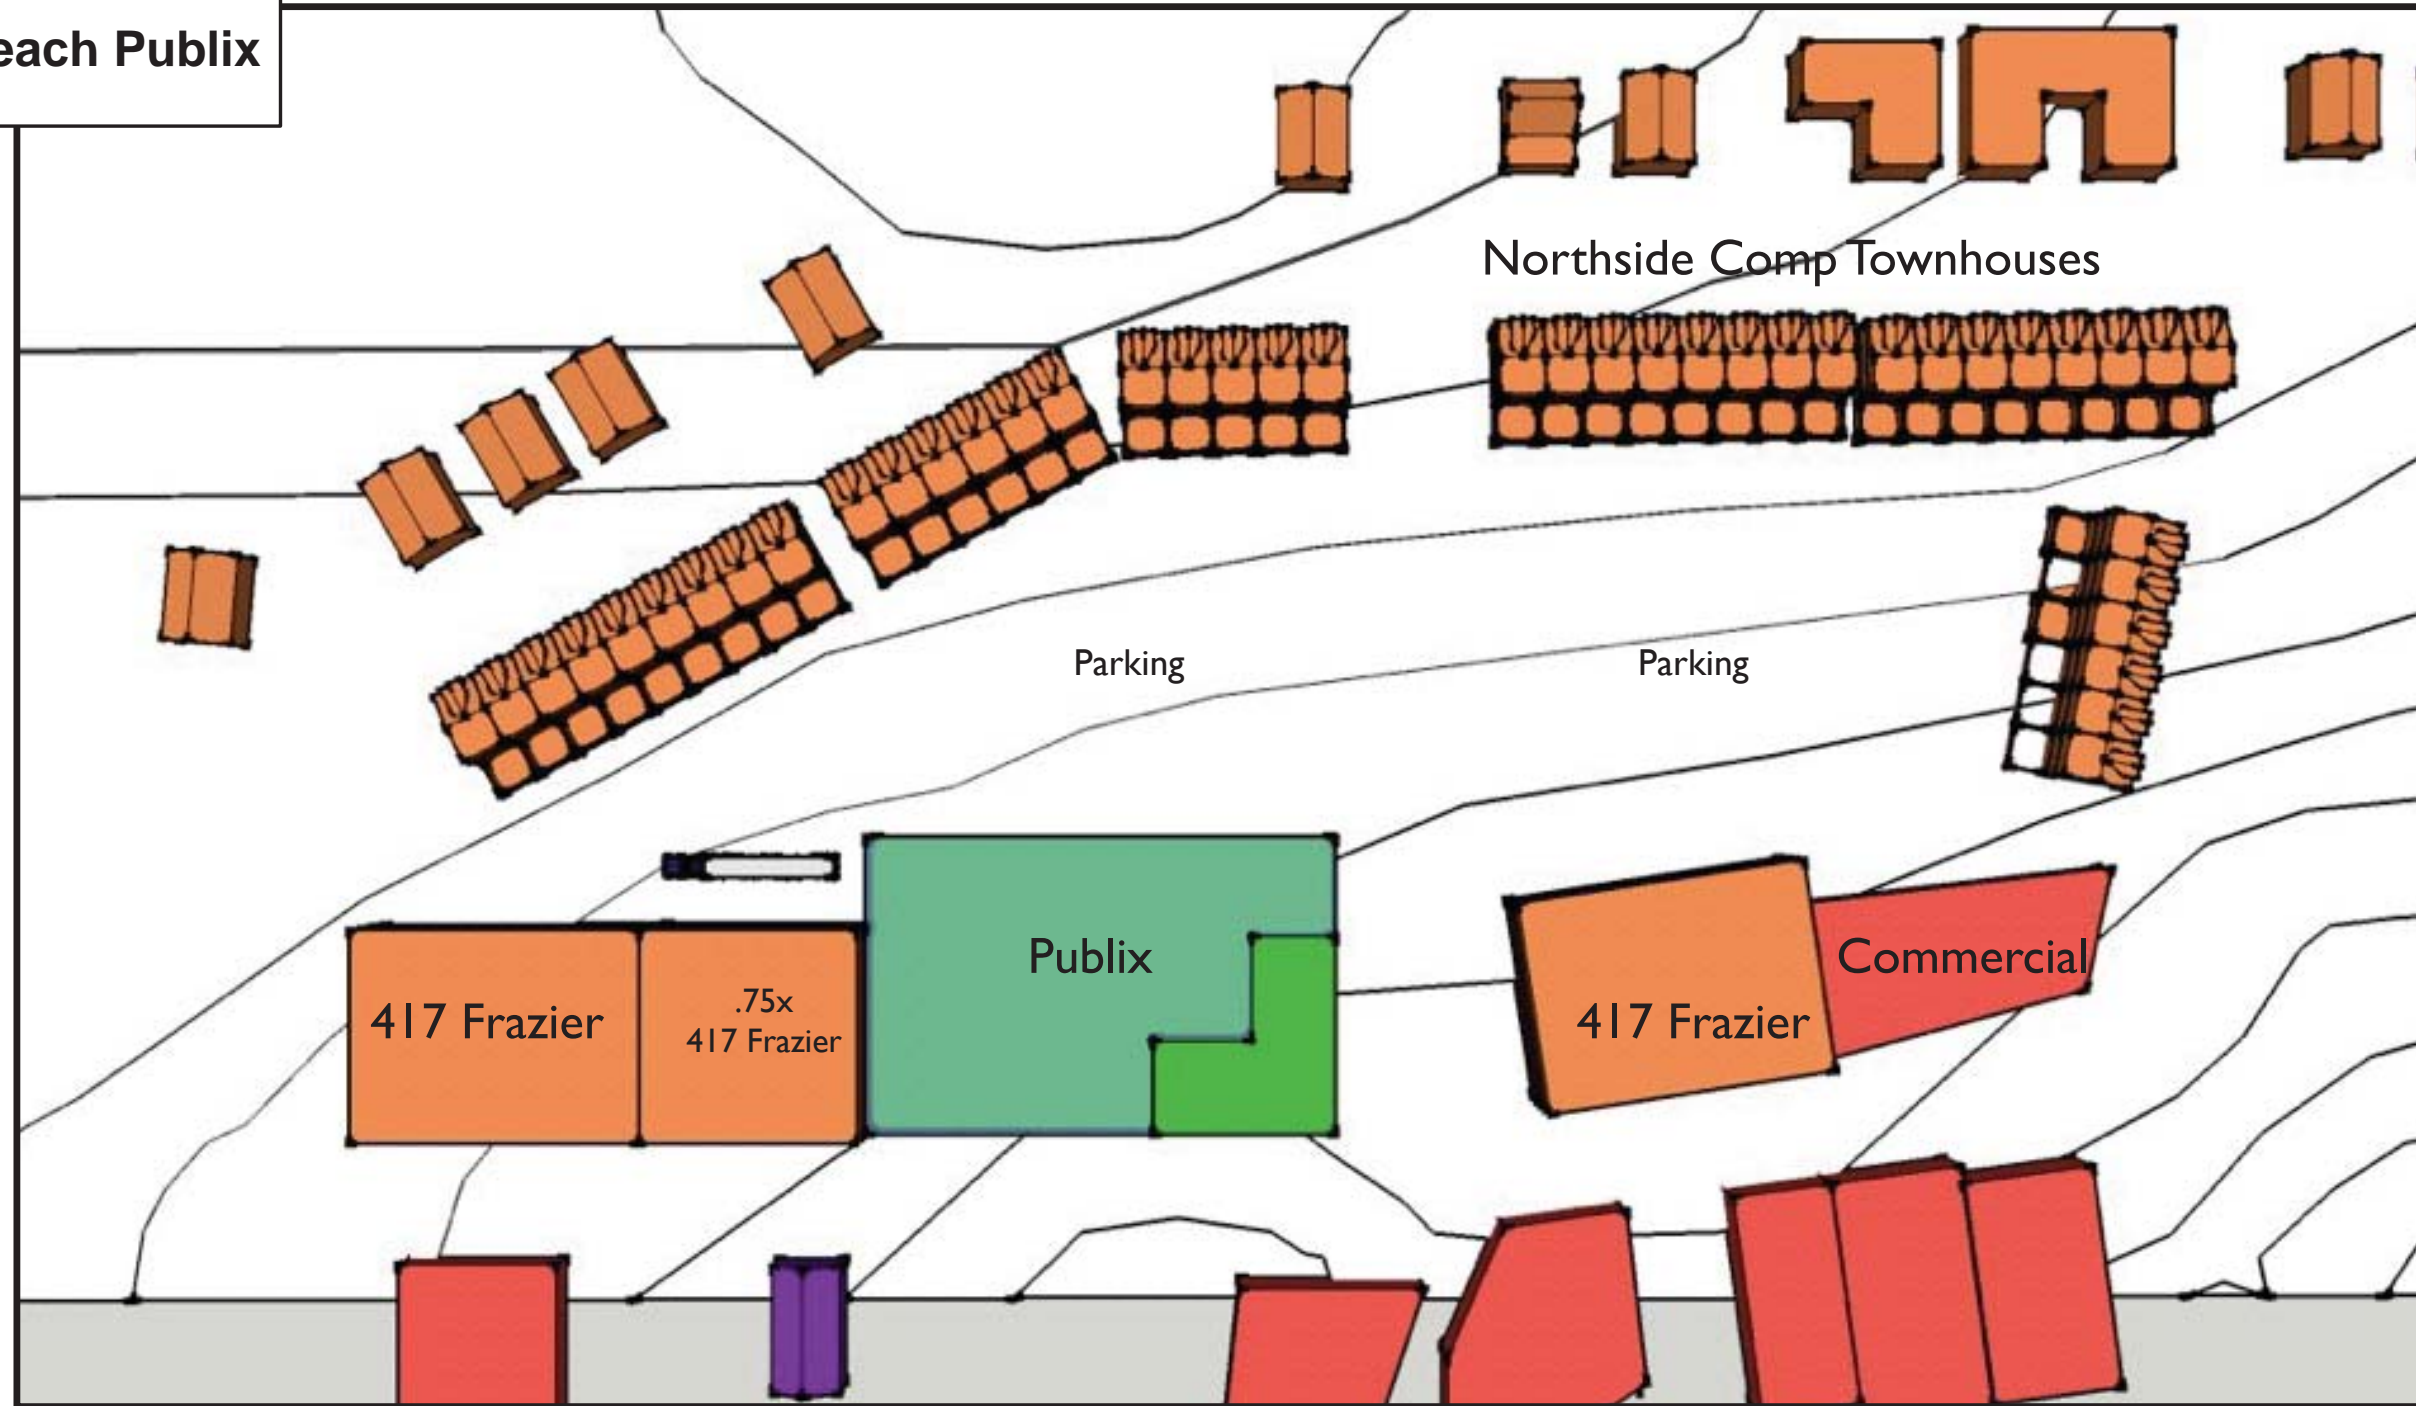 each Publix
Northside Comp Townhouses
Parking
Parking
Publix
Commercial
417 Frazier
.75x
417 Frazier
417 Frazier